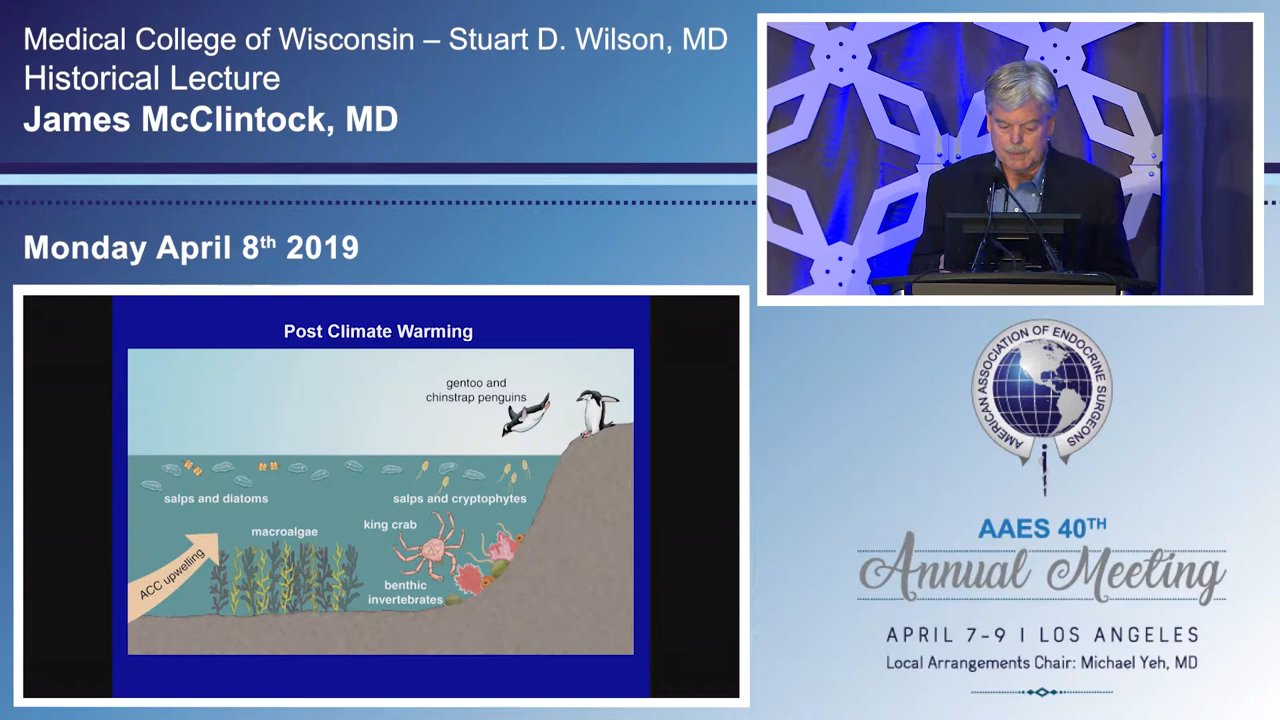 Medical College of Wisconsin – Stuart D. Wilson, MD
Historical Lecture
James McClintock, MD
Monday April 8th 2019
Post Climate Warming
gentoo and
chinstrap penguins
salps and diatoms
salps and cryptophytes
macroalgae
king crab
ACC upwelling
benthic
invertebrates
AMERICAN ASSOCIATION OF ENDOCRINE SURGEONS
AAES 40TH
Annual Meeting
APRIL 7-9 | LOS ANGELES
Local Arrangements Chair: Michael Yeh, MD